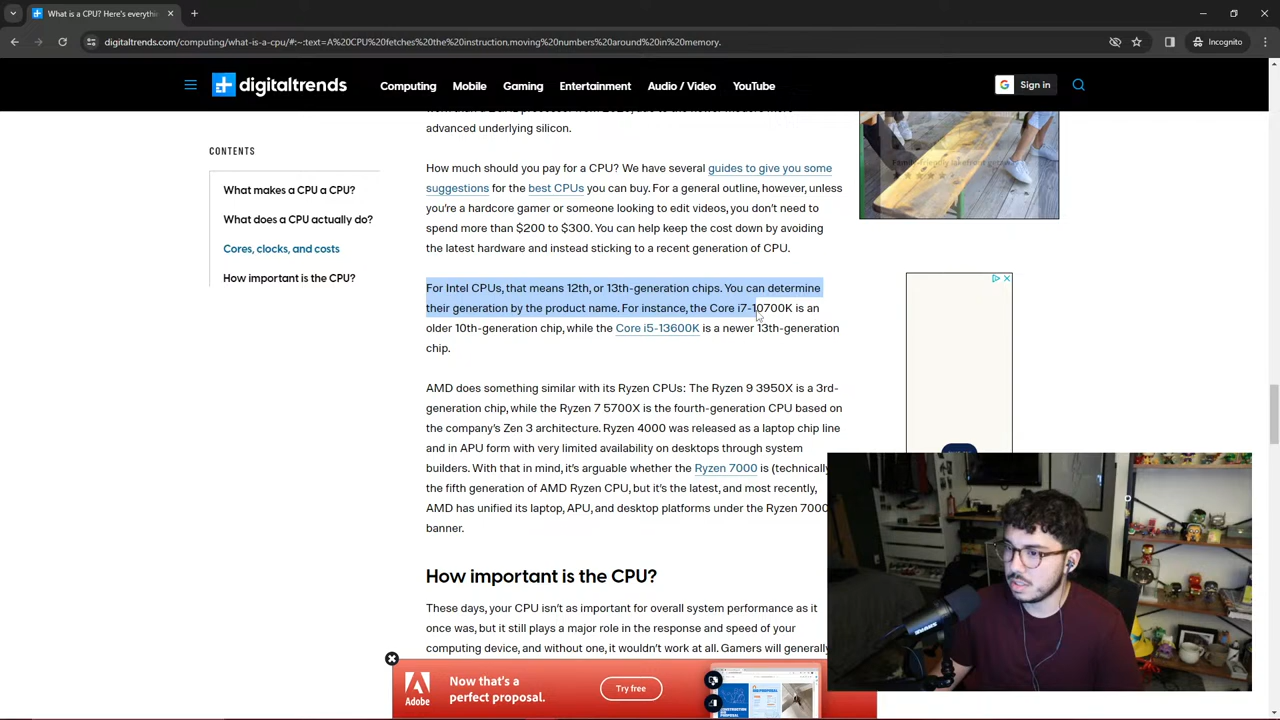 What is a CPU? Here's everythin
digitaltrends.com/computing/what-is-a-cpu/#:~:text=A%20CPU%20fetches%20the%20instruction,moving%20numbers%20around%20in%20memory.
Incognito
digitaltrends
Computing
Mobile
Gaming
Entertainment
Audio / Video
YouTube
Sign in
CONTENTS
What makes a CPU a CPU?
What does a CPU actually do?
Cores, clocks, and costs
How important is the CPU?
advanced underlying silicon.
How much should you pay for a CPU? We have several guides to give you some
suggestions for the best CPUs you can buy. For a general outline, however, unless
you're a hardcore gamer or someone looking to edit videos, you don't need to
spend more than $200 to $300. You can help keep the cost down by avoiding
the latest hardware and instead sticking to a recent generation of CPU.
For Intel CPUs, that means 12th, or 13th-generation chips. You can determine
their generation by the product name. For instance, the Core i7-10700K is an
older 10th-generation chip, while the Core i5-13600K is a newer 13th-generation
chip.
AMD does something similar with its Ryzen CPUs: The Ryzen 9 3950X is a 3rd-
generation chip, while the Ryzen 7 5700X is the fourth-generation CPU based on
the company's Zen 3 architecture. Ryzen 4000 was released as a laptop chip line
and in APU form with very limited availability on desktops through system
builders. With that in mind, it's arguable whether the Ryzen 7000 is (technically
the fifth generation of AMD Ryzen CPU, but it's the latest, and most recently,
AMD has unified its laptop, APU, and desktop platforms under the Ryzen 7000
banner.
How important is the CPU?
These days, your CPU isn't as important for overall system performance as it
once was, but it still plays a major role in the response and speed of your
computing device, and without one, it wouldn't work at all. Gamers will generally
Adobe
Now that's a
perfect proposal.
Try free